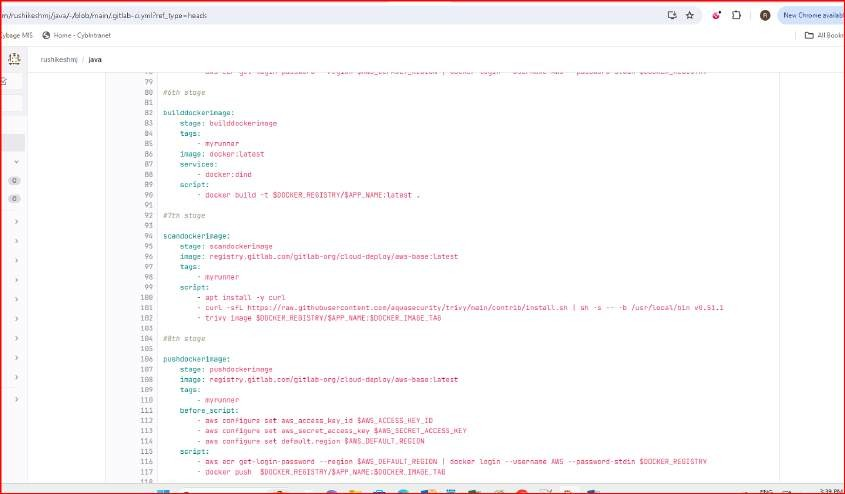 m/rushikeshmj/java/-/blob/main/.gitlab-ci.yml?ref_type=heads
New Chrome availabl
R
Cybage MIS
Home - CybIntranet
All Bookm
rushikeshmj / java
78 - aws ecr get-login-password --region $AWS_DEFAULT_REGION | docker login --username AWS --password-stdin $DOCKER_REGISTRY
79
80 #6th stage
81
82 builddockerimage:
83 stage: builddockerimage
84 tags:
85 - myrunner
86 image: docker:latest
87 services:
88 - docker:dind
89 script:
90 - docker build -t $DOCKER_REGISTRY/$APP_NAME:latest .
91
92 #7th stage
93
94 scandockerimage:
95 stage: scandockerimage
96 image: registry.gitlab.com/gitlab-org/cloud-deploy/aws-base:latest
97 tags:
98 - myrunner
99 script:
100 - apt install -y curl
101 - curl -sfL https://raw.githubusercontent.com/aquasecurity/trivy/main/contrib/install.sh | sh -s -- -b /usr/local/bin v0.51.1
102 - trivy image $DOCKER_REGISTRY/$APP_NAME:$DOCKER_IMAGE_TAG
103
104 #8th stage
105
106 pushdockerimage:
107 stage: pushdockerimage
108 image: registry.gitlab.com/gitlab-org/cloud-deploy/aws-base:latest
109 tags:
110 - myrunner
111 before_script:
112 - aws configure set aws_access_key_id $AWS_ACCESS_KEY_ID
113 - aws configure set aws_secret_access_key $AWS_SECRET_ACCESS_KEY
114 - aws configure set default.region $AWS_DEFAULT_REGION
115 script:
116 - aws ecr get-login-password --region $AWS_DEFAULT_REGION | docker login --username AWS --password-stdin $DOCKER_REGISTRY
117 - docker push $DOCKER_REGISTRY/$APP_NAME:$DOCKER_IMAGE_TAG
118
0
0
ENG
3:39 PM